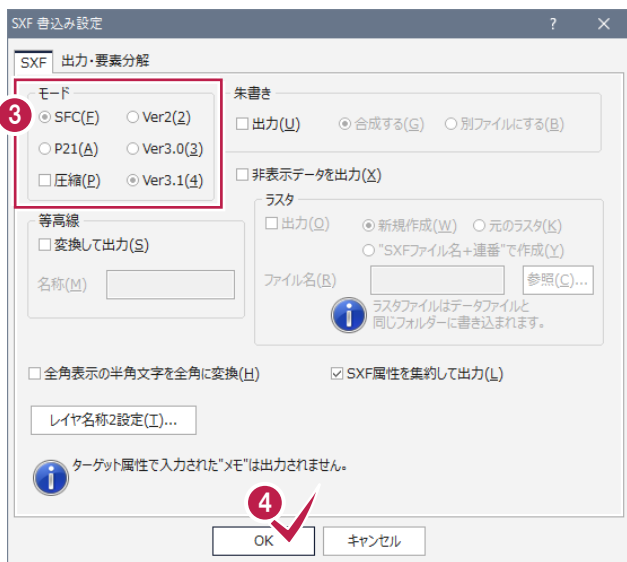 SXF 書込み設定 ? ×
SXF 出力・要素分解
3
モード
SFC(F) Ver2(2)
P21(A) Ver3.0(3)
圧縮(P) Ver3.1(4)
朱書き
出力(U) 合成する(G) 別ファイルにする(B)
非表示データを出力(X)
等高線
変換して出力(S)
名称(M)
ラスタ
出力(O) 新規作成(W) 元のラスタ(K)
"SXFファイル名+連番"で作成(Y)
ファイル名(R) 参照(C)...
ラスタファイルはデータファイルと
同じフォルダーに書き込まれます。
全角表示の半角文字を全角に変換(H) SXF属性を集約して出力(L)
レイヤ名称2設定(T)...
ターゲット属性で入力された"メモ"は出力されません。
4
OK キャンセル